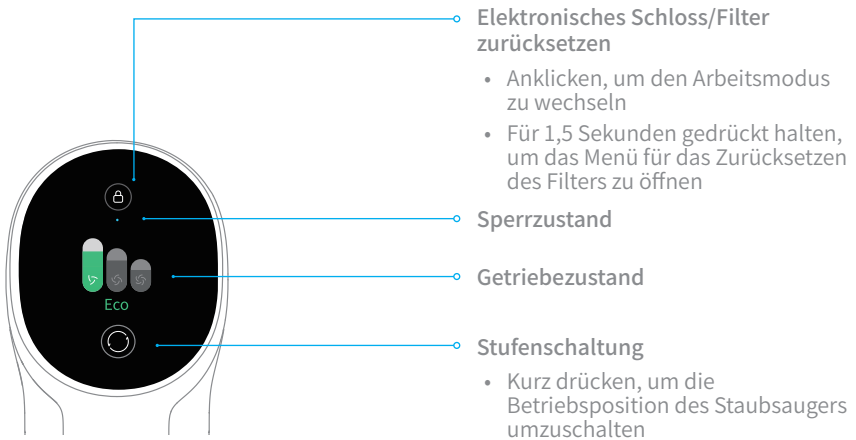 Elektronisches Schloss/Filter
zurücksetzen
• Anklicken, um den Arbeitsmodus
zu wechseln
• Für 1,5 Sekunden gedrückt halten,
um das Menü für das Zurücksetzen
des Filters zu öffnen
Sperrzustand
Getriebezustand
Eco
Stufenschaltung
• Kurz drücken, um die
Betriebsposition des Staubsaugers
umzuschalten